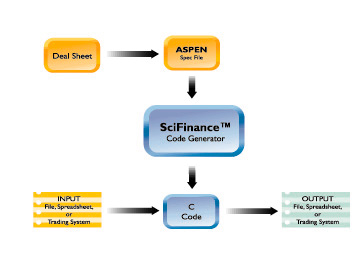 Deal Sheet
ASPEN
Spec File
SciFinance™
Code Generator
INPUT
File, Spreadsheet,
or
Trading System
C
Code
OUTPUT
File, Spreadsheet,
or
Trading System